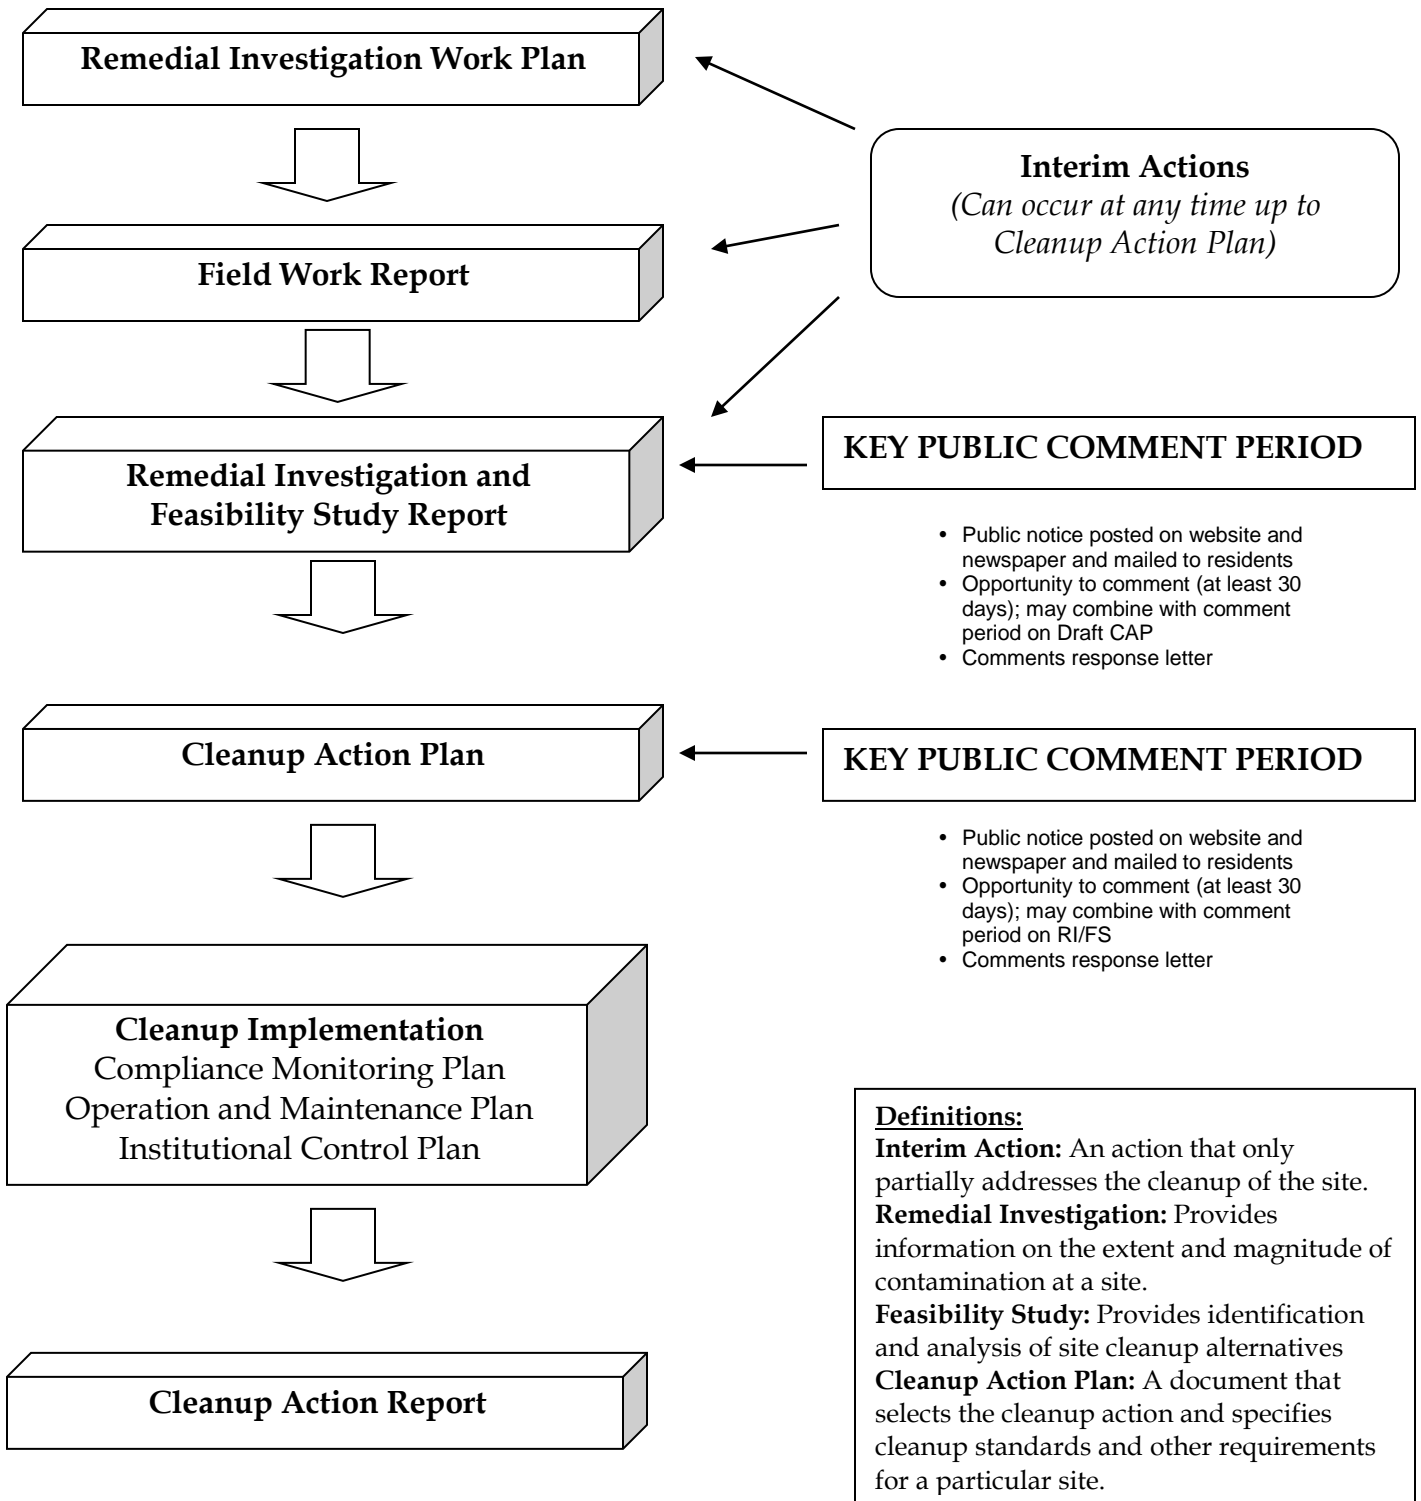 Remedial Investigation Work Plan
Interim Actions
(Can occur at any time up to
Cleanup Action Plan)
Field Work Report
Remedial Investigation and
Feasibility Study Report
KEY PUBLIC COMMENT PERIOD
• Public notice posted on website and
newspaper and mailed to residents
• Opportunity to comment (at least 30
days); may combine with comment
period on Draft CAP
• Comments response letter
Cleanup Action Plan
KEY PUBLIC COMMENT PERIOD
• Public notice posted on website and
newspaper and mailed to residents
• Opportunity to comment (at least 30
days); may combine with comment
period on RI/FS
• Comments response letter
Cleanup Implementation
Compliance Monitoring Plan
Operation and Maintenance Plan
Institutional Control Plan
Cleanup Action Report
Definitions:
Interim Action: An action that only
partially addresses the cleanup of the site.
Remedial Investigation: Provides
information on the extent and magnitude of
contamination at a site.
Feasibility Study: Provides identification
and analysis of site cleanup alternatives
Cleanup Action Plan: A document that
selects the cleanup action and specifies
cleanup standards and other requirements
for a particular site.